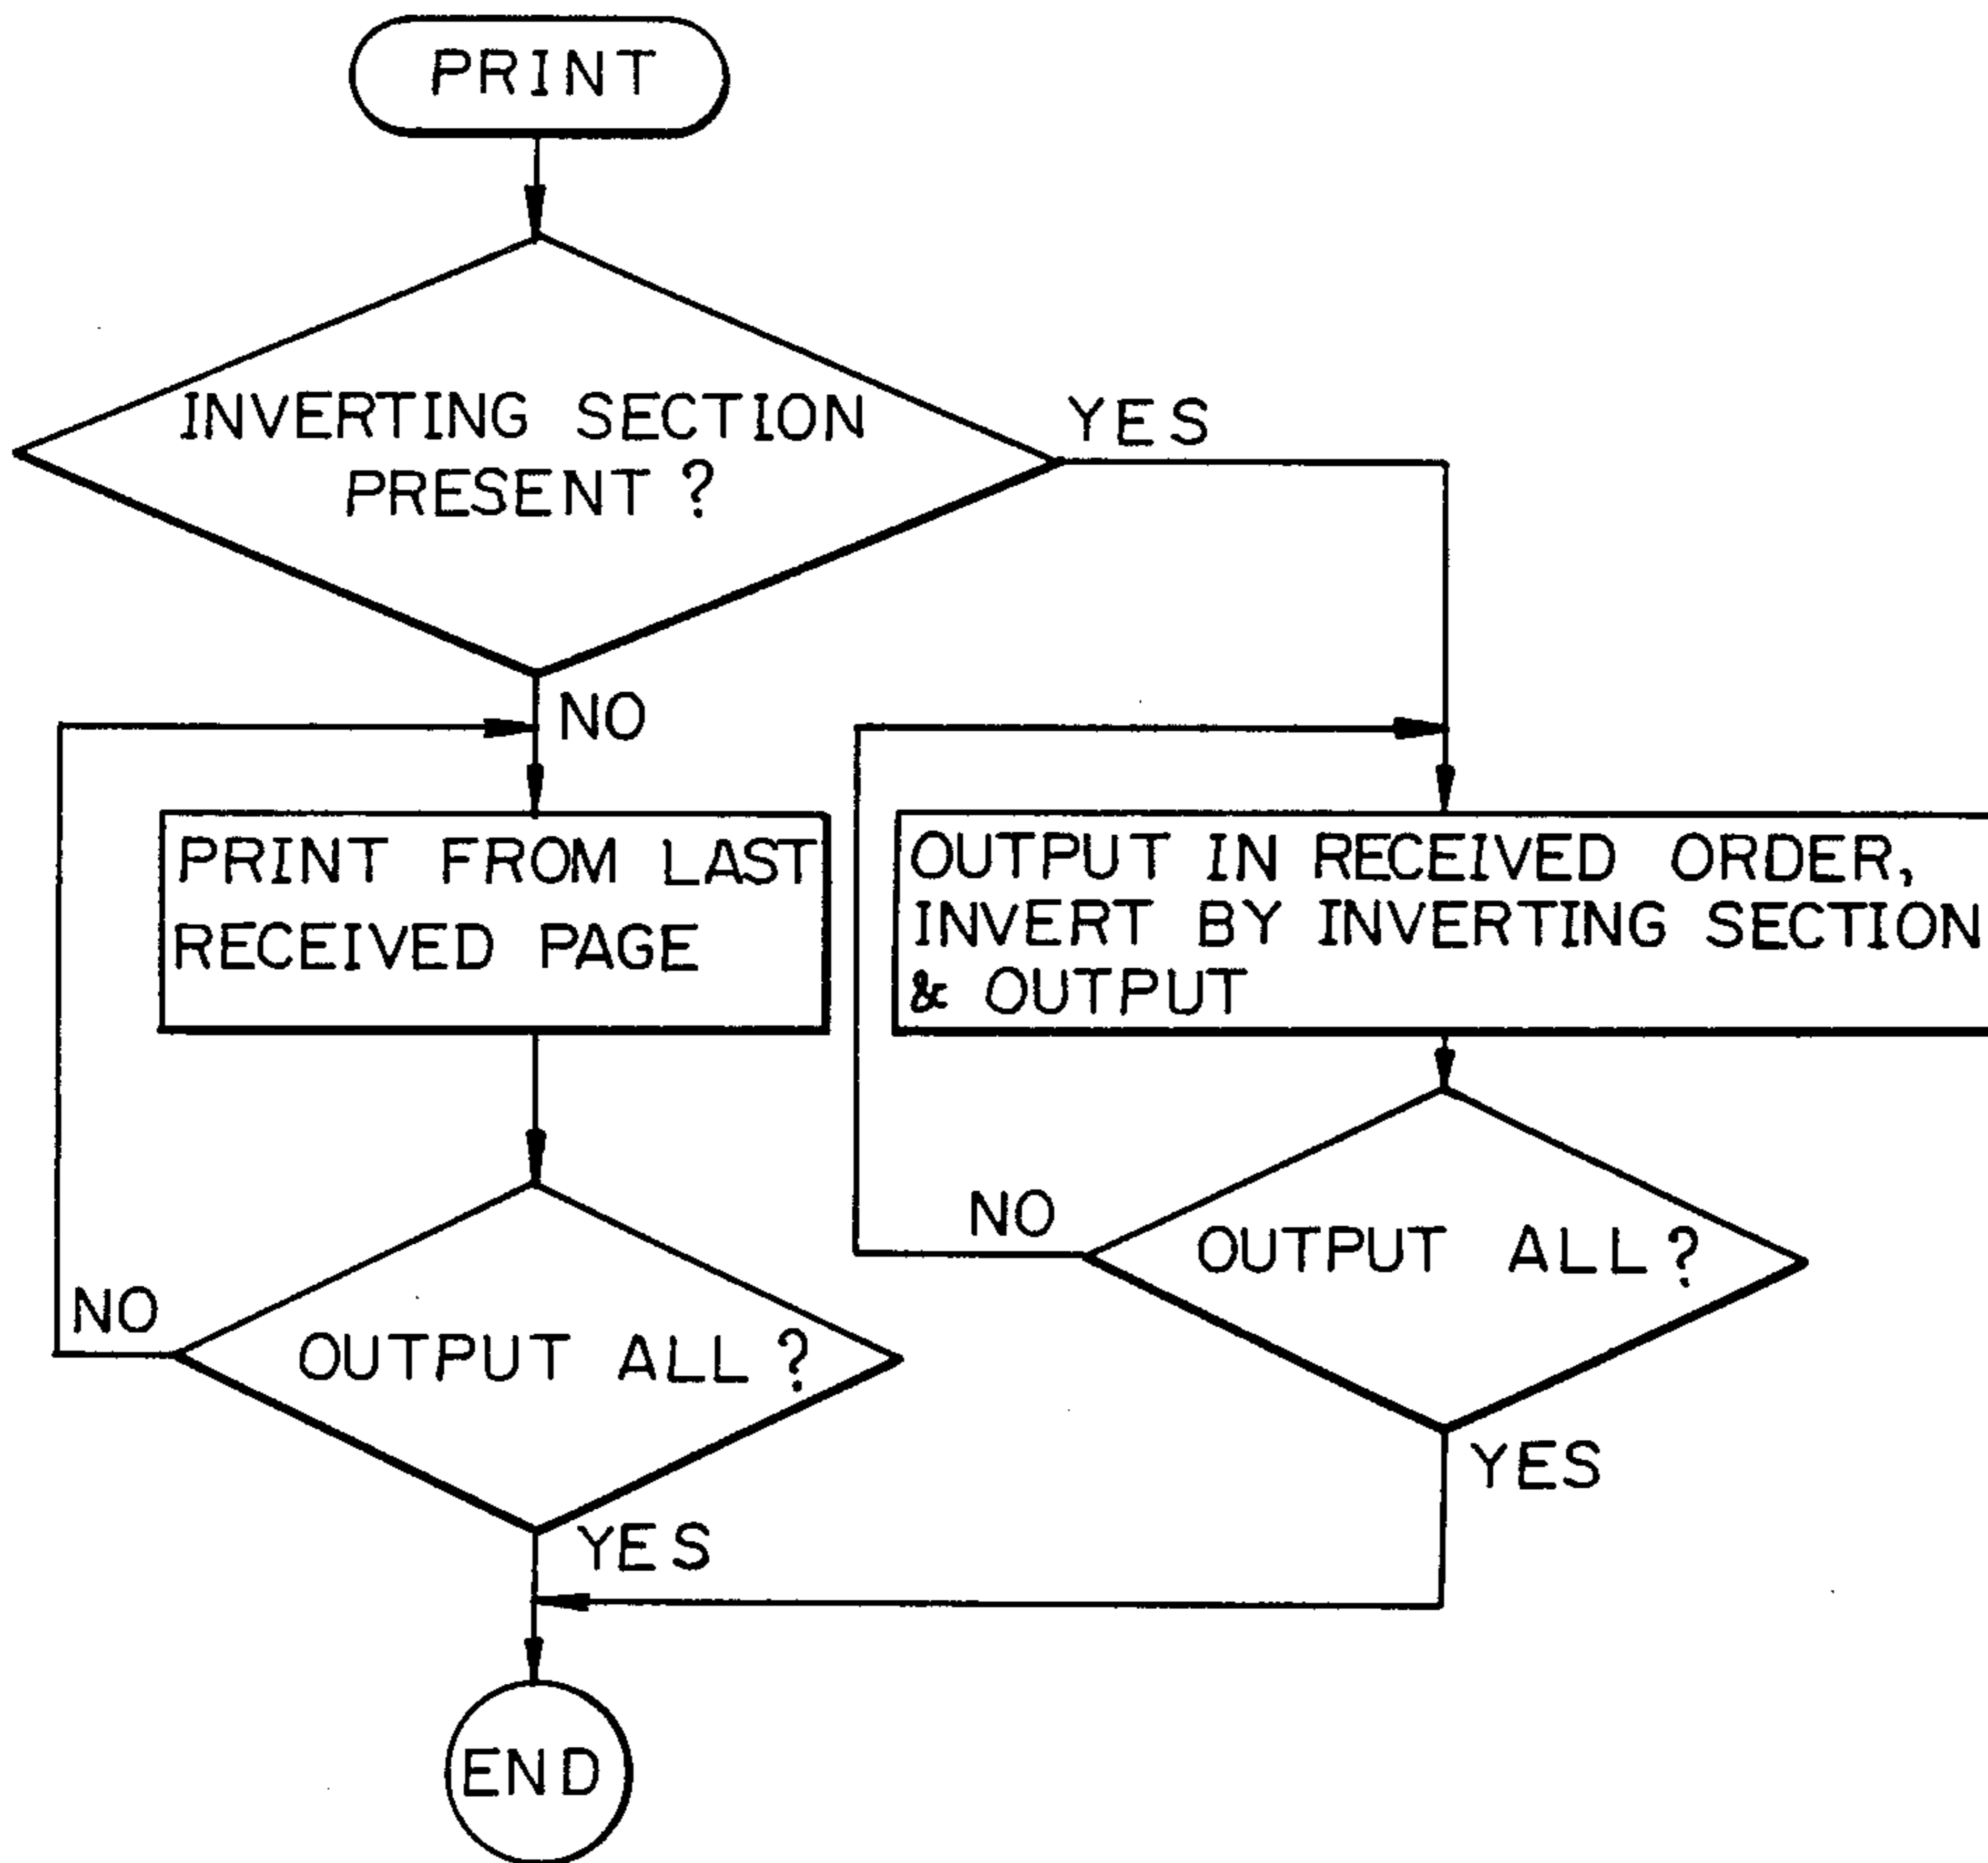 PRINT
INVERTING SECTION
PRESENT ?
YES
NO
PRINT FROM LAST
RECEIVED PAGE
OUTPUT IN RECEIVED ORDER,
INVERT BY INVERTING SECTION
& OUTPUT
NO
OUTPUT ALL ?
YES
NO
OUTPUT ALL ?
YES
END